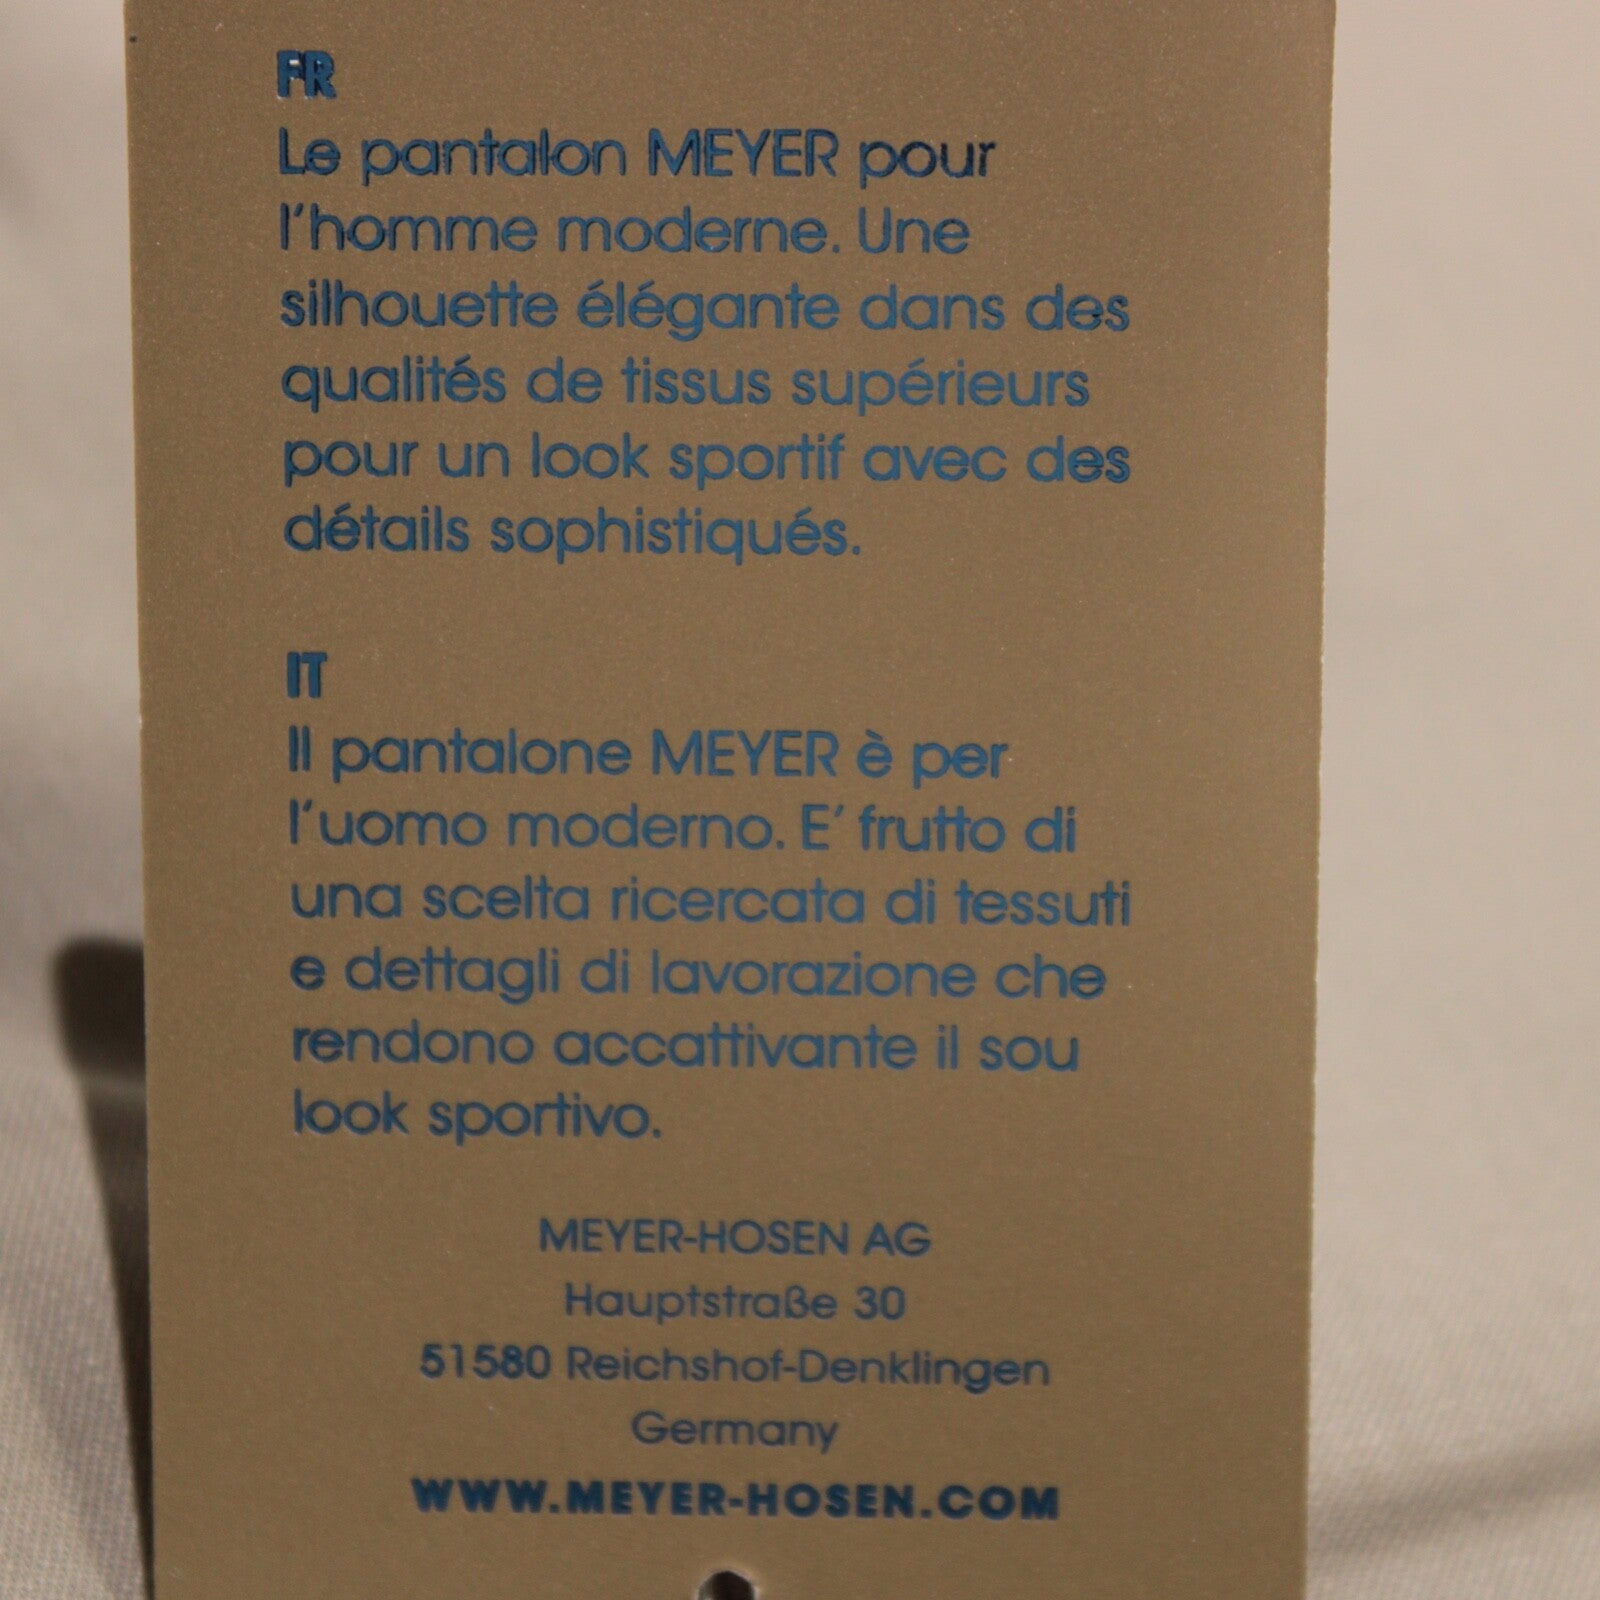 FR
Le pantalon MEYER pour
l'homme moderne. Une
silhouette élégante dans des
qualités de tissus supérieurs
pour un look sportif avec des
détails sophistiqués.
IT
Il pantalone MEYER è per
l'uomo moderno. E' frutto di
una scelta ricercata di tessuti
e dettagli di lavorazione che
rendono accattivante il sou
look sportivo.
MEYER-HOSEN AG
Hauptstraße 30
51580 Reichshof-Denklingen
Germany
WWW.MEYER-HOSEN.COM